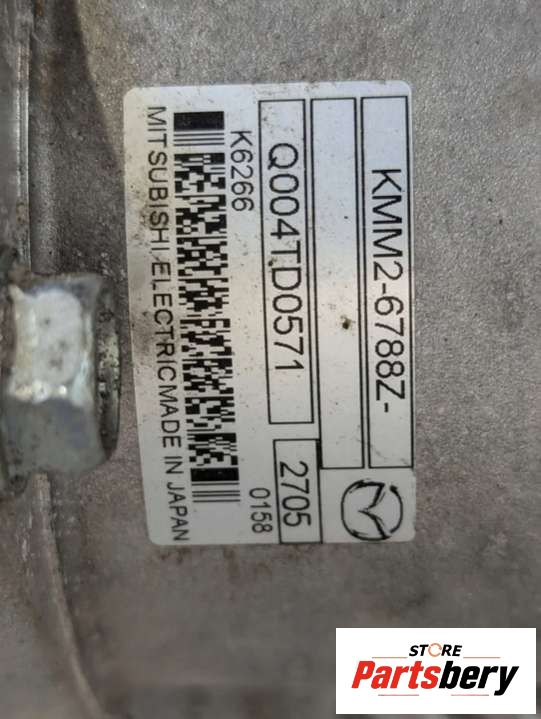 KMM2-6788Z-
Q004TD0571
2705
K6266
0158
MITSUBISHI ELECTRIC MADE IN JAPAN
STORE
Partsbery